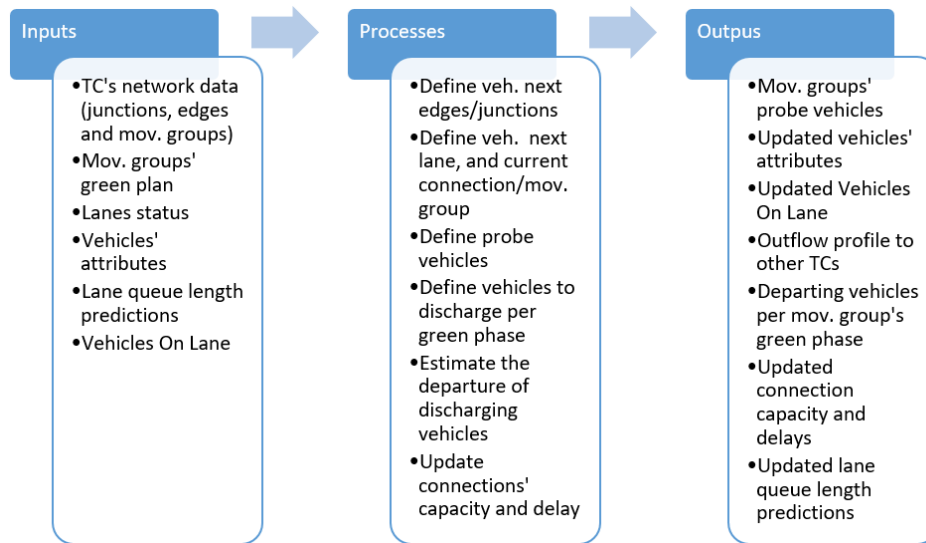 Inputs
•TC's network data
(junctions, edges
and mov. groups)
•Mov. groups'
green plan
•Lanes status
•Vehicles'
attributes
•Lane queue length
predictions
•Vehicles On Lane
Processes
•Define veh. next
edges/junctions
•Define veh.  next
lane, and current
connection/mov.
group
•Define probe
vehicles
•Define vehicles to
discharge per
green phase
•Estimate the
departure of
discharging
vehicles
•Update
connections'
capacity and delay
Outpus
•Mov. groups'
probe vehicles
•Updated vehicles'
attributes
•Updated Vehicles
On Lane
•Outflow profile to
other TCs
•Departing vehicles
per mov. group's
green phase
•Updated
connection
capacity and
delays
•Updated lane
queue length
predictions